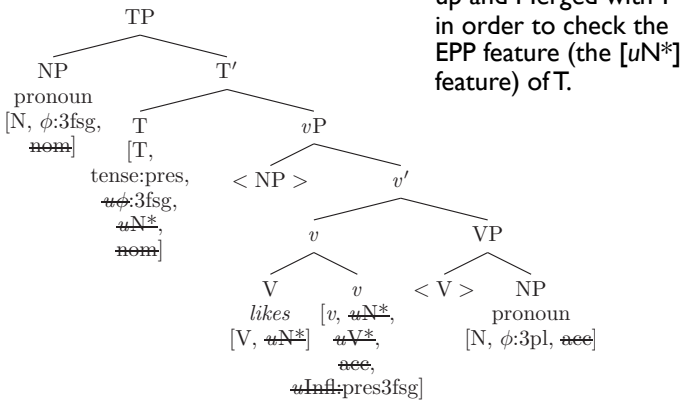 up and Merged with T
in order to check the
EPP feature (the [uN*]
feature) of T.
TP
NP T′
pronoun
[N, ϕ:3fsg,
nom]
T vP
[T,
tense:pres,
uϕ:3fsg,
uN*,
nom]
< NP > v′
v VP
V v < V > NP
likes [v, uN*, pronoun
[V, uN*] uV*, [N, ϕ:3pl, acc]
acc,
uInfl:pres3fsg]